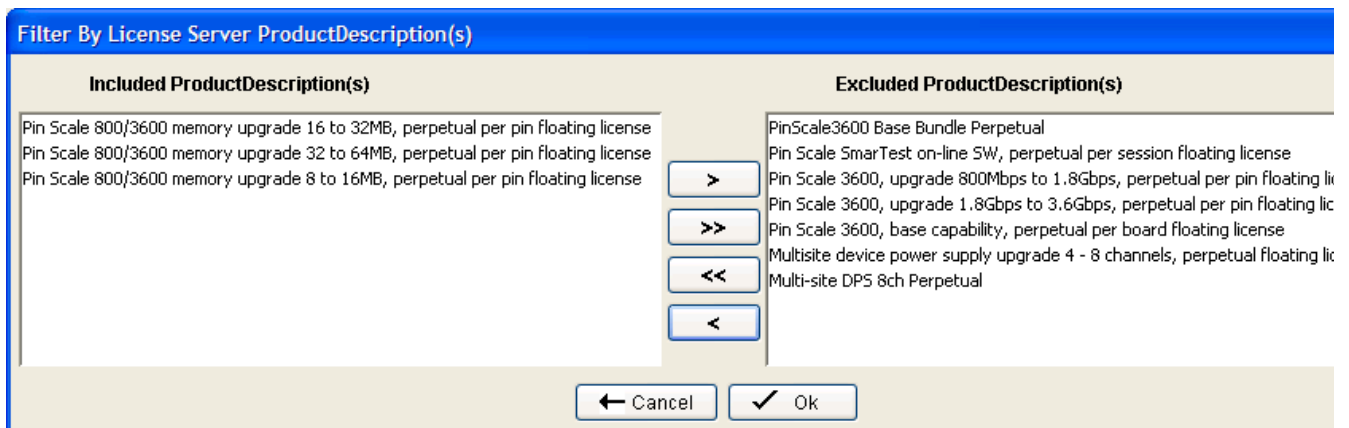 Filter By License Server ProductDescription(s)
Included ProductDescription(s)
Excluded ProductDescription(s)
Pin Scale 800/3600 memory upgrade 16 to 32MB, perpetual per pin floating license
Pin Scale 800/3600 memory upgrade 32 to 64MB, perpetual per pin floating license
Pin Scale 800/3600 memory upgrade 8 to 16MB, perpetual per pin floating license
>
>>
<<
<
PinScale3600 Base Bundle Perpetual
Pin Scale SmarTest on-line SW, perpetual per session floating license
Pin Scale 3600, upgrade 800Mbps to 1.8Gbps, perpetual per pin floating
Pin Scale 3600, upgrade 1.8Gbps to 3.6Gbps, perpetual per pin floating
Pin Scale 3600, base capability, perpetual per board floating license
Multisite device power supply upgrade 4 - 8 channels, perpetual floating
Multi-site DPS 8ch Perpetual
Cancel
Ok